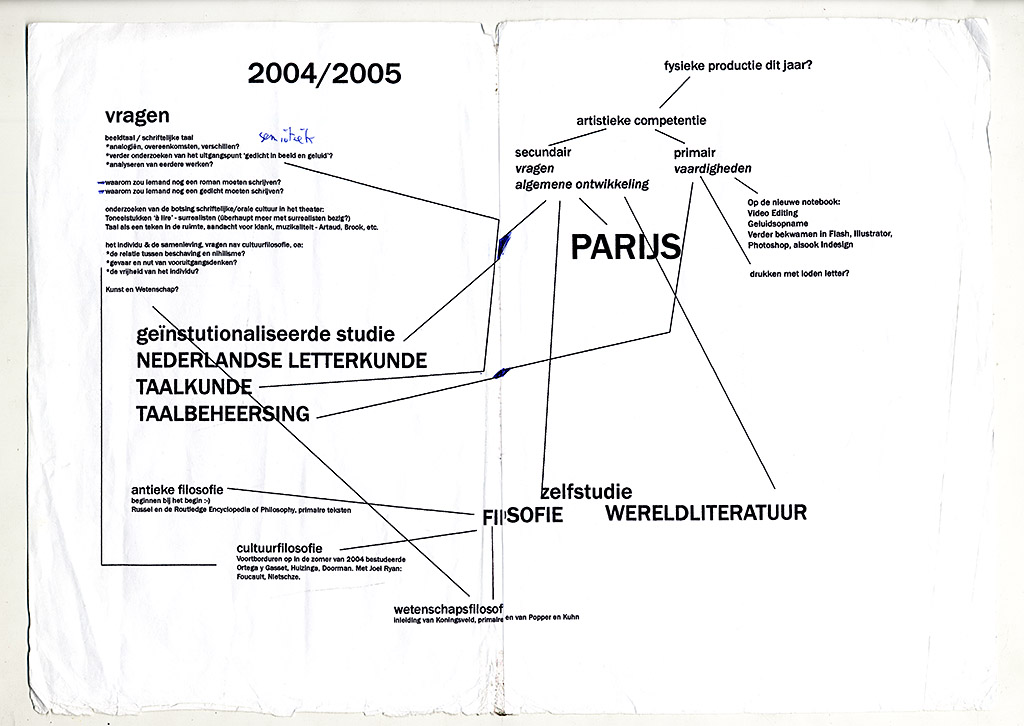 2004/2005
vragen
beeldtaal / schriftelijke taal
*analogiën, overeenkomsten, verschillen?
*verder onderzoeken van het uitgangspunt 'gedicht in beeld en geluid'?
*analyseren van eerdere werken?
waarom zou iemand nog een roman moeten schrijven?
waarom zou iemand nog een gedicht moeten schrijven?
onderzoeken van de botsing schriftelijke/orale cultuur in het theater:
Toneelstukken 'à lire' - surrealisten (überhaupt meer met surrealisten bezig?)
Taal als een teken in de ruimte, aandacht voor klank, muzikaliteit - Artaud, Brook, etc.
het individu & de samenleving, vragen nav cultuurfilosofie, oa:
*de relatie tussen beschaving en nihilisme?
*gevaar en nut van vooruitgangsdenken?
*de vrijheid van het individu?
Kunst en Wetenschap?
fysieke productie dit jaar?
artistieke competentie
secundair
vragen
algemene ontwikkeling
primair
vaardigheden
Op de nieuwe notebook:
Video Editing
Geluidsopname
Verder bekwamen in Flash, Illustrator,
Photoshop, alsook Indesign
drukken met loden letter?
PARIJS
geïnstutionaliseerde studie
NEDERLANDSE LETTERKUNDE
TAALKUNDE
TAALBEHEERSING
antieke filosofie
beginnen bij het begin :-)
Russel en de Routledge Encyclopedia of Philosophy, primaire teksten
zelfstudie
FILSOFIE
WERELDLITERATUUR
cultuurfilosofie
Voortborduren op in de zomer van 2004 bestudeerde
Ortega y Gasset, Huizinga, Doorman. Met Joel Ryan:
Foucault, Nietschze.
wetenschapsfilosof
inleiding van Koningsveld, primaire en van Popper en Kuhn